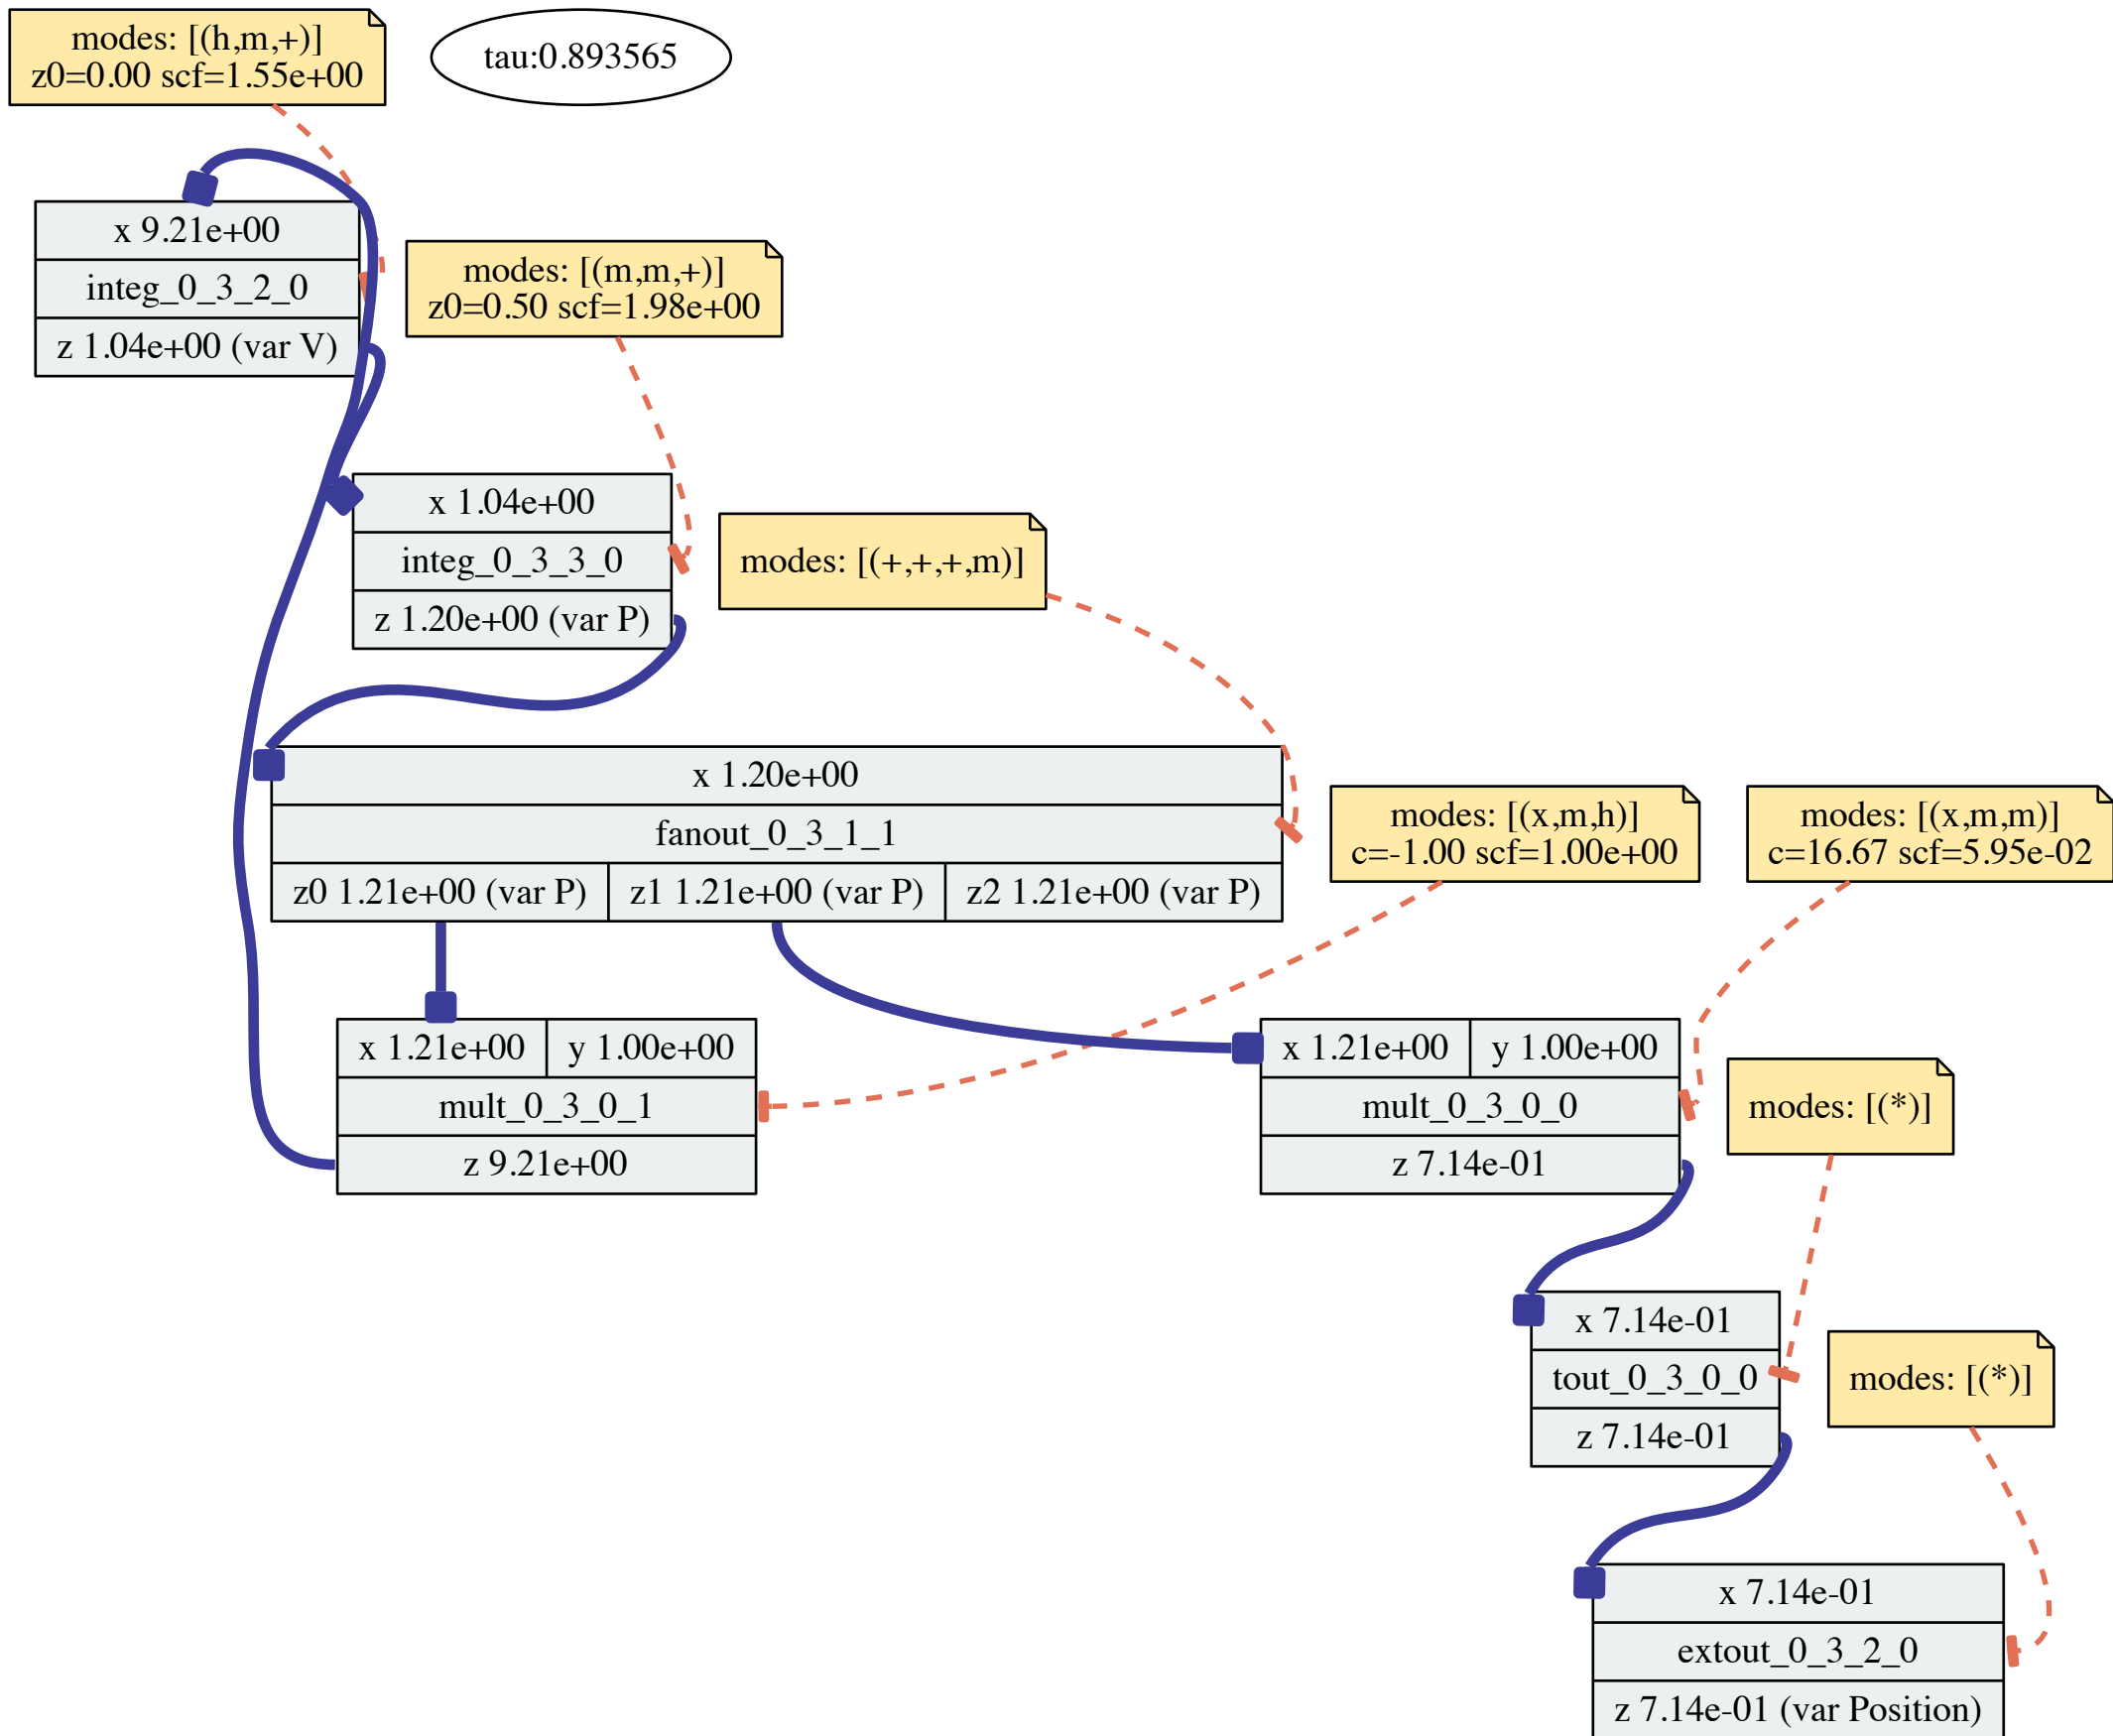 modes: [(h,m,+)]
z0=0.00 scf=1.55e+00
tau:0.893565
x 9.21e+00
integ_0_3_2_0
z 1.04e+00 (var V)
modes: [(m,m,+)]
z0=0.50 scf=1.98e+00
x 1.04e+00
integ_0_3_3_0
z 1.20e+00 (var P)
modes: [(+,+,+,m)]
x 1.20e+00
fanout_0_3_1_1
z0 1.21e+00 (var P)
z1 1.21e+00 (var P)
z2 1.21e+00 (var P)
modes: [(x,m,h)]
c=-1.00 scf=1.00e+00
modes: [(x,m,m)]
c=16.67 scf=5.95e-02
x 1.21e+00
y 1.00e+00
mult_0_3_0_1
z 9.21e+00
x 1.21e+00
y 1.00e+00
mult_0_3_0_0
z 7.14e-01
modes: [(*)]
x 7.14e-01
tout_0_3_0_0
z 7.14e-01
modes: [(*)]
x 7.14e-01
extout_0_3_2_0
z 7.14e-01 (var Position)